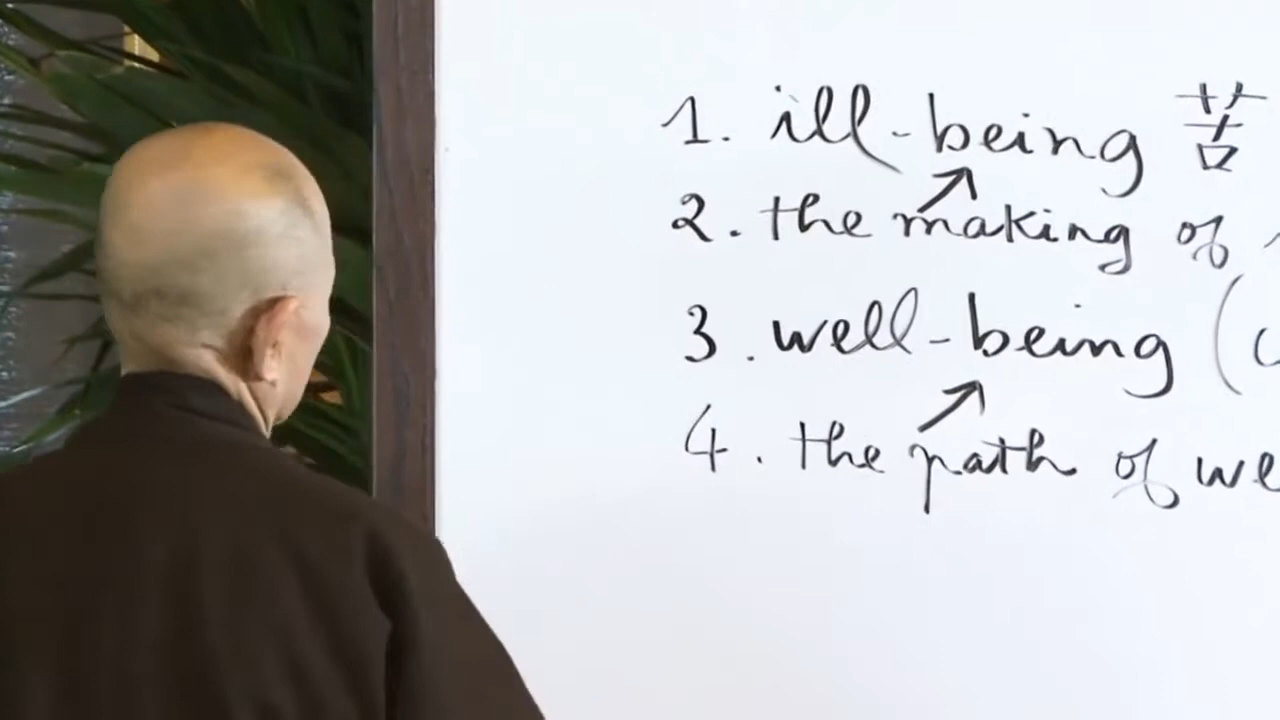 1. ill-being 苦
2. the making of
3. well-being (
4. the path of we